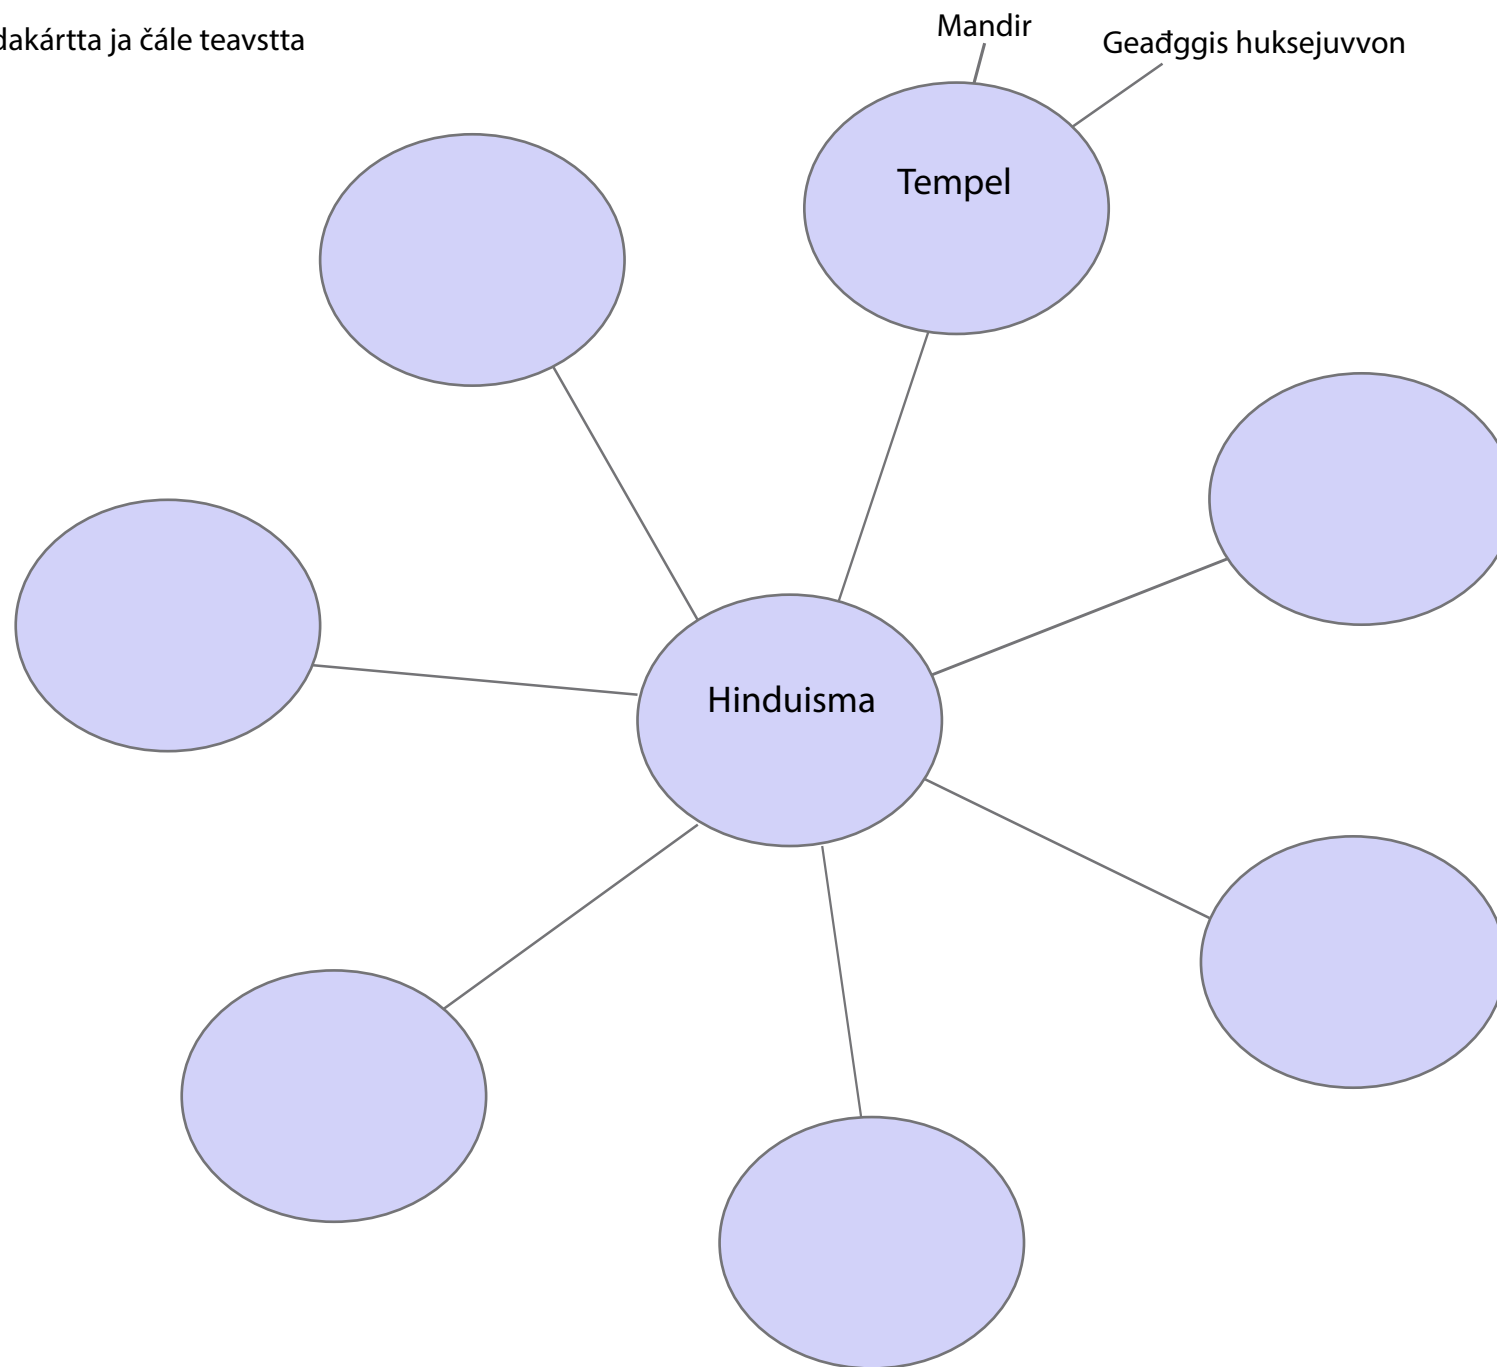 dakártta ja čále teavstta
Mandir
Geađggis huksejuvvon
Tempel
Hinduisma